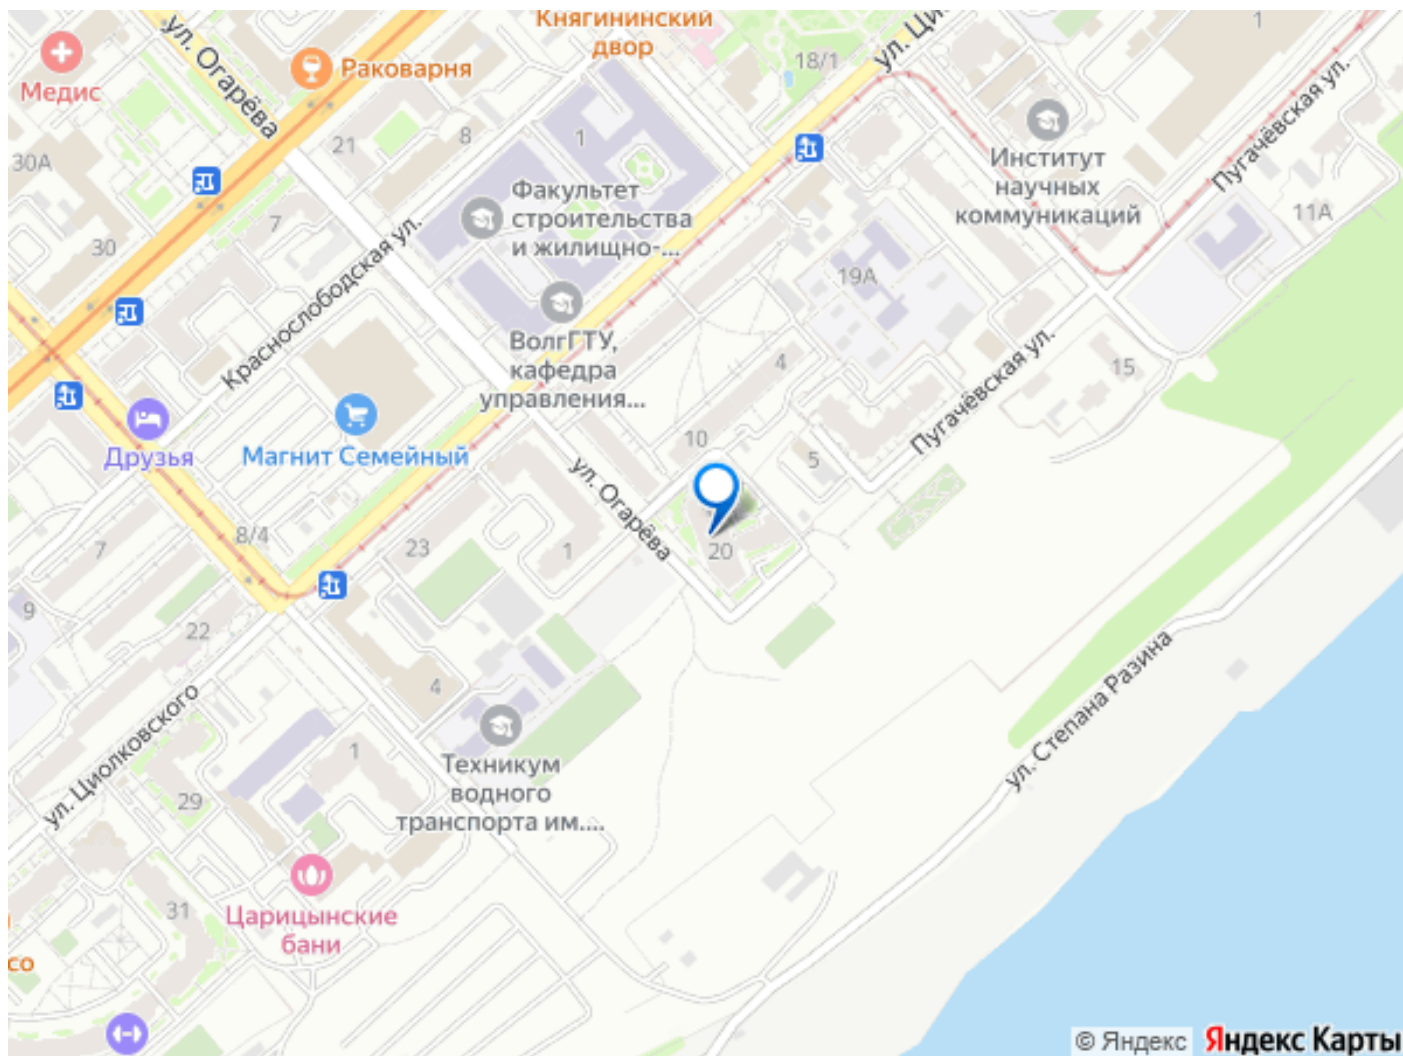 Княгининский
двор
ул. Огарёва
Раковарня
Медис
18/1
ул. Ци
1
Пугачёвская ул.
30А
21
8
1
Институт
научных
коммуникаций
Факультет
строительства
и жилищно-...
11А
7
30
Краснослободская ул.
19А
ВолгГТУ,
кафедра
управления...
4
15
Пугачёвская ул.
Друзья
Магнит Семейный
10
5
ул. Огарёва
8/4
7
23
1
20
9
22
4
ул. Степана Разина
ул. Циолковского
1
Техникум
водного
транспорта им....
29
31
Царицынские
бани
со
© Яндекс
Яндекс Карты